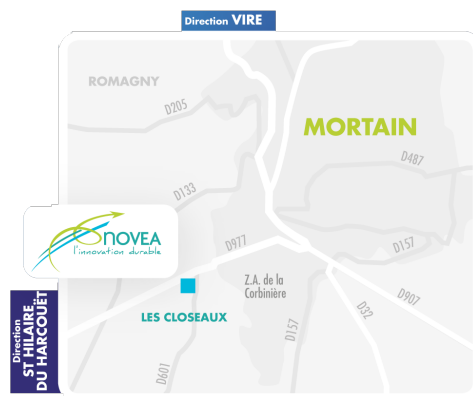 Direction VIRE
ROMAGNY
D205
MORTAIN
D487
D133
NOVEA
l'innovation durable
D977
D157
Z.A. de la
Corbinière
D907
LES CLOSEAUX
D32
D157
D601
Direction
ST HILAIRE
DU HARCOUËT